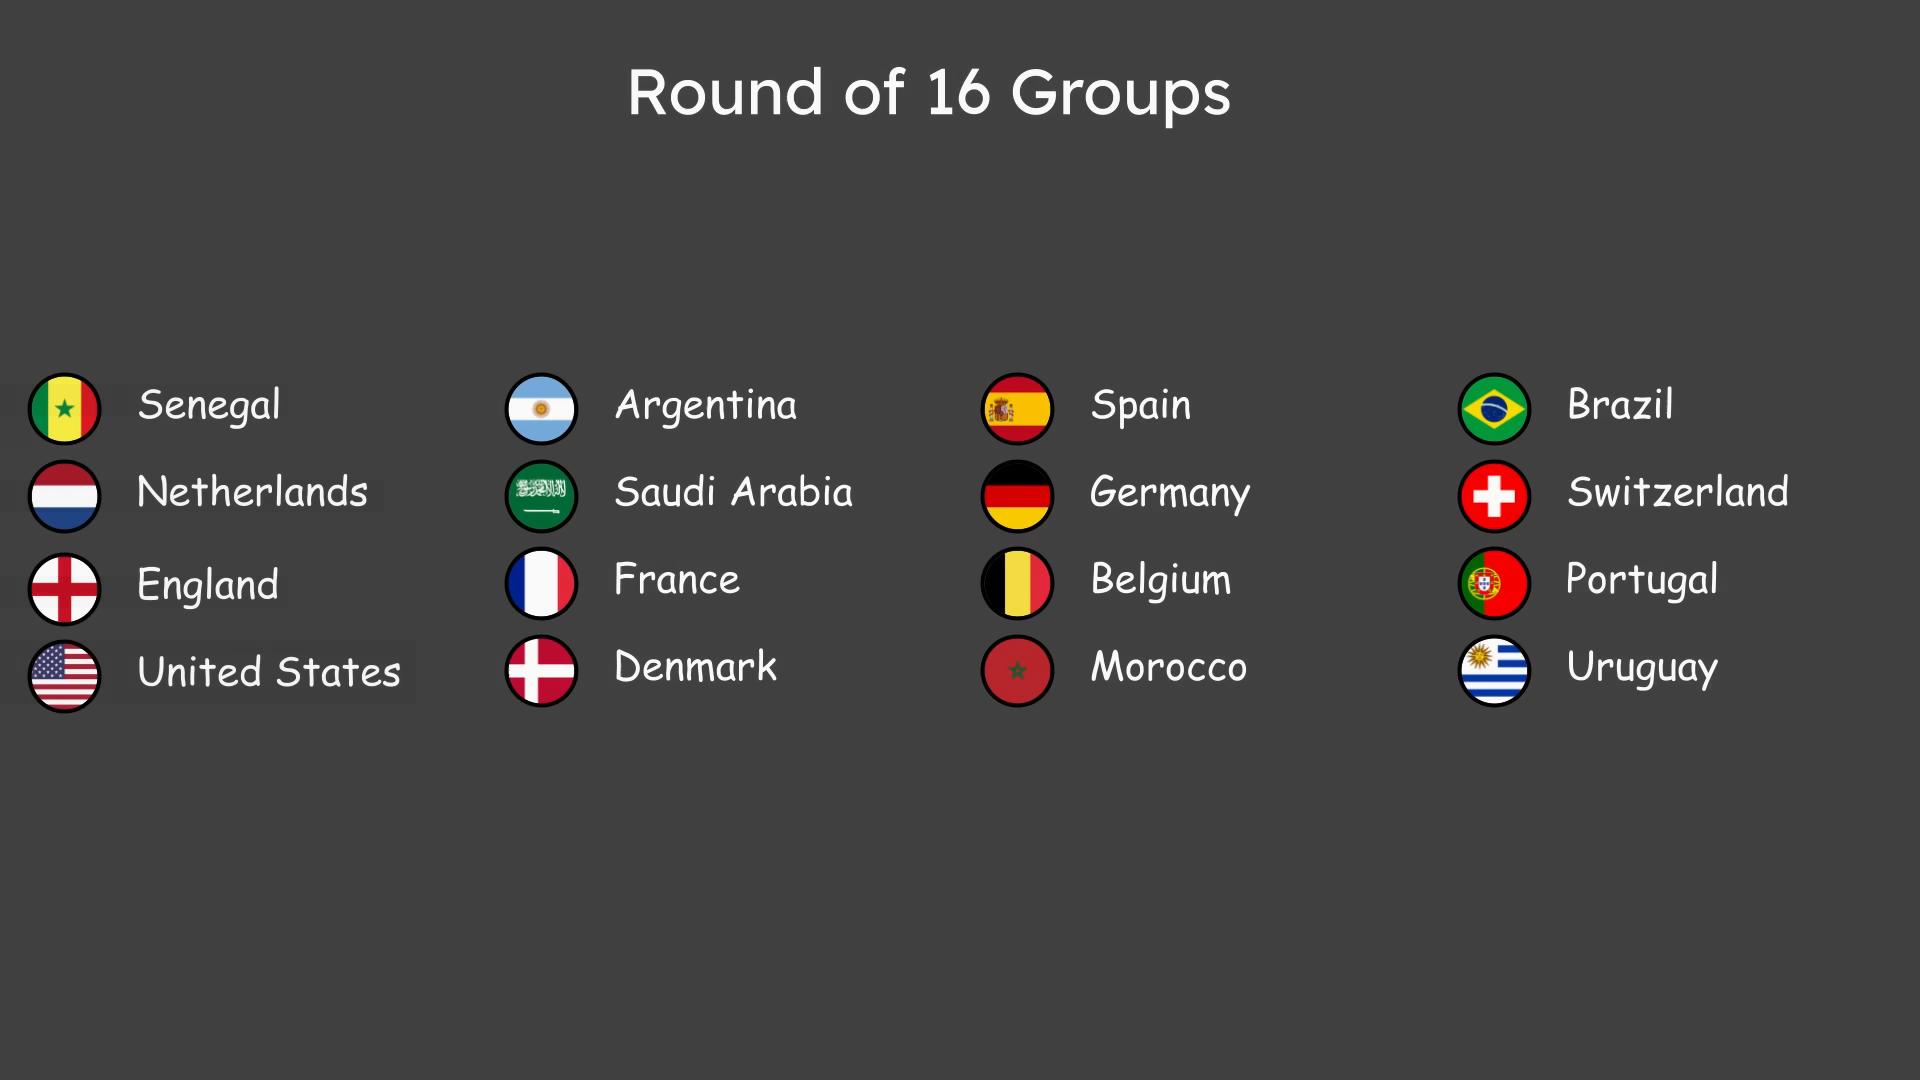 Round of 16 Groups
Senegal
Netherlands
England
United States
Argentina
Saudi Arabia
France
Denmark
Spain
Germany
Belgium
Morocco
Brazil
Switzerland
Portugal
Uruguay